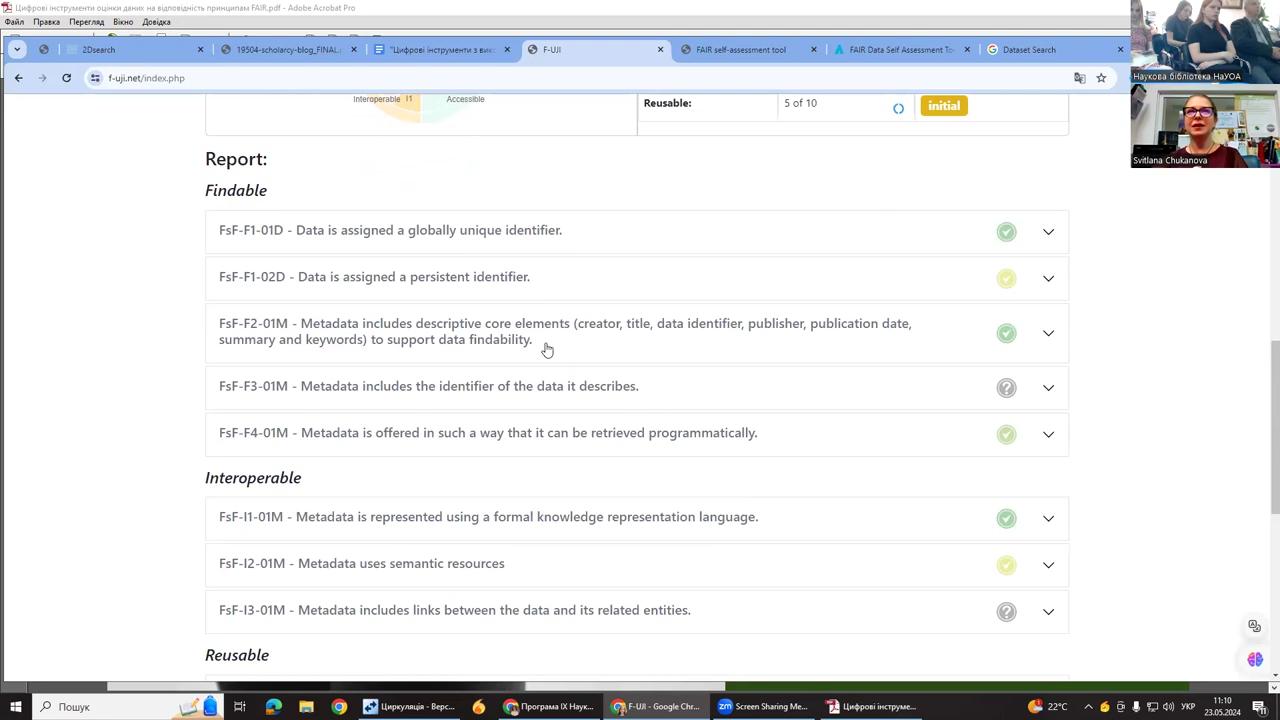 Цифрові інструменти оцінки даних на відповідність принципам FAIR.pdf - Adobe Acrobat Pro
Файл Правка Перегляд Вікно Довідка
2Dsearch
19504-scholarcy-blog_FINAL.p
"Цифрові інструменти з вик
F-UJI
FAIR self-assessment tool
FAIR Data Self Assessment To
Dataset Search
f-uji.net/index.php
Наукова бібліотека НаУОА
Svitlana Chukanova
Interoperable I1 Accessible
Reusable: 5 of 10 initial
Report:
Findable
FsF-F1-01D - Data is assigned a globally unique identifier.
FsF-F1-02D - Data is assigned a persistent identifier.
FsF-F2-01M - Metadata includes descriptive core elements (creator, title, data identifier, publisher, publication date,
summary and keywords) to support data findability.
FsF-F3-01M - Metadata includes the identifier of the data it describes.
FsF-F4-01M - Metadata is offered in such a way that it can be retrieved programmatically.
Interoperable
FsF-I1-01M - Metadata is represented using a formal knowledge representation language.
FsF-I2-01M - Metadata uses semantic resources
FsF-I3-01M - Metadata includes links between the data and its related entities.
Reusable
Пошук
Циркуляція - Верс...
Програма IX Наук...
F-UJI - Google Chr...
Screen Sharing Me...
Цифрові інструме...
22°C
УКР
11:10
23.05.2024